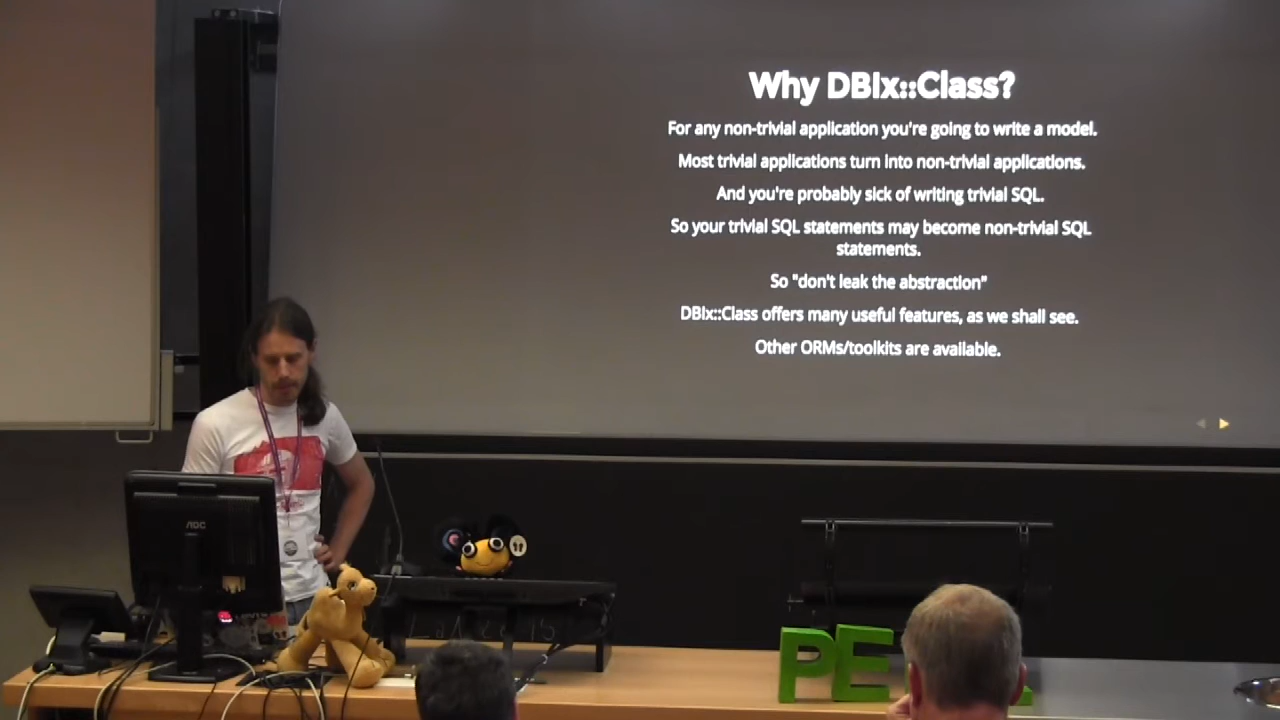 Why DBIx::Class?
For any non-trivial application you're going to write a model.
Most trivial applications turn into non-trivial applications.
And you're probably sick of writing trivial SQL.
So your trivial SQL statements may become non-trivial SQL
statements.
So "don't leak the abstraction"
DBIx::Class offers many useful features, as we shall see.
Other ORMs/toolkits are available.
AOC
PE